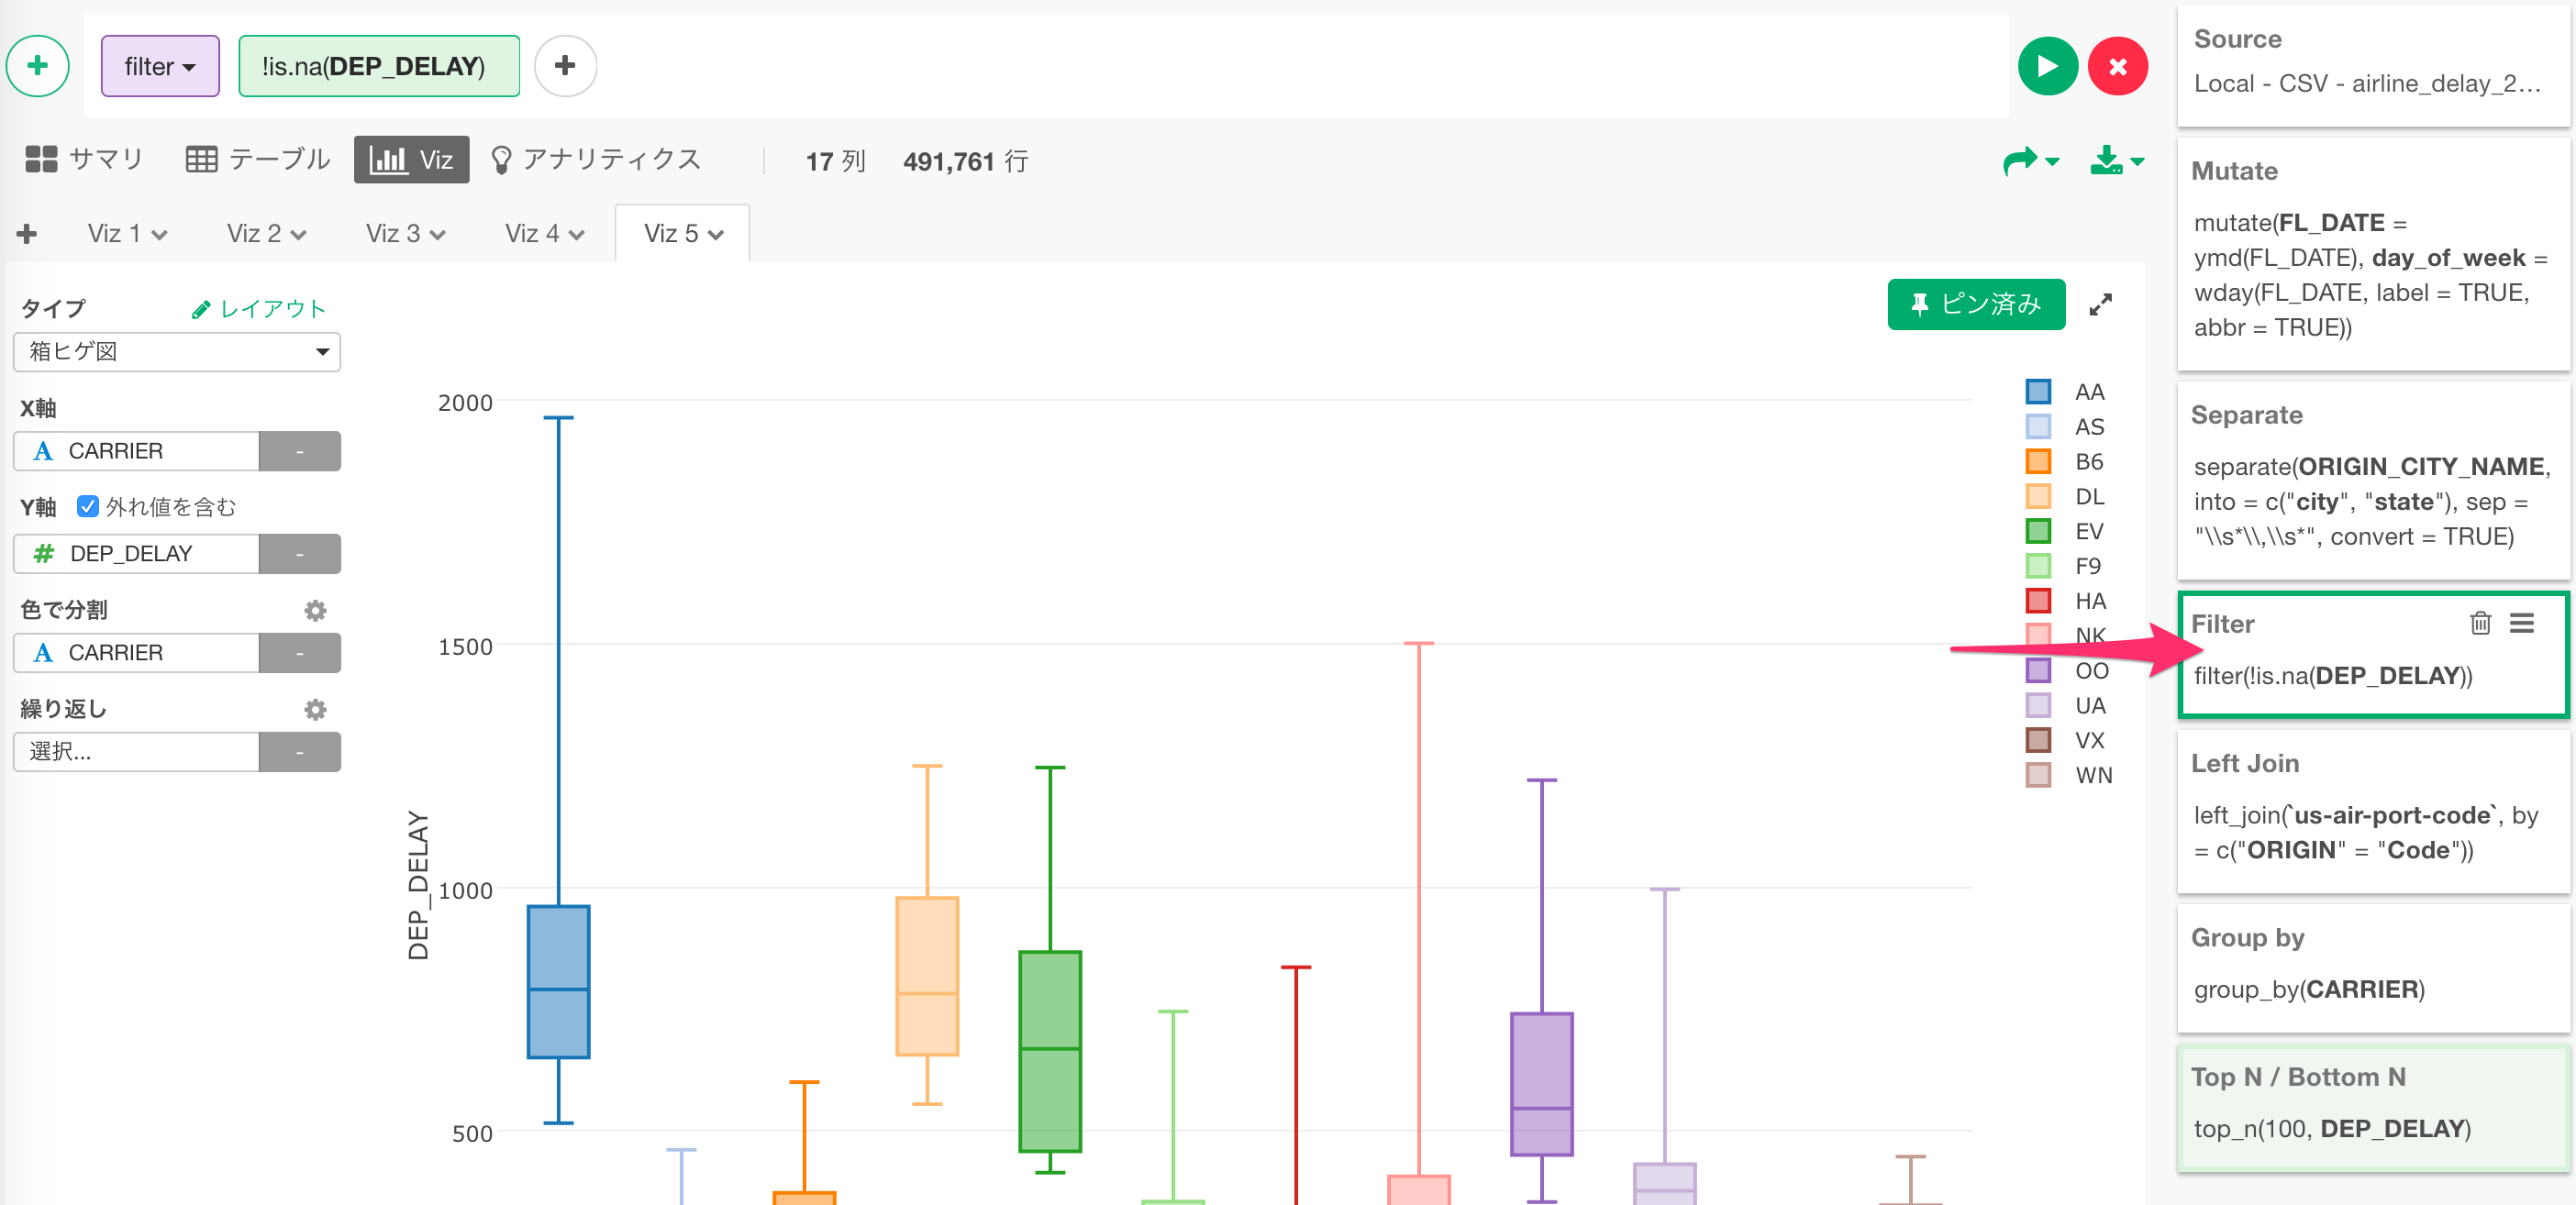 filter
!is.na(DEP_DELAY)
サマリ
テーブル
Viz
アナリティクス
17 列
491,761 行
Viz 1
Viz 2
Viz 3
Viz 4
Viz 5
タイプ
レイアウト
箱ヒゲ図
X軸
CARRIER
-
Y軸
外れ値を含む
DEP_DELAY
-
色で分割
CARRIER
-
繰り返し
選択...
-
ピン済み
DEP_DELAY
2000
1500
1000
500
AA
AS
B6
DL
EV
F9
HA
NK
OO
UA
VX
WN
Source
Local - CSV - airline_delay_2...
Mutate
mutate(FL_DATE =
ymd(FL_DATE), day_of_week =
wday(FL_DATE, label = TRUE,
abbr = TRUE))
Separate
separate(ORIGIN_CITY_NAME,
into = c("city", "state"), sep =
"\\s*\\,\\s*", convert = TRUE)
Filter
filter(!is.na(DEP_DELAY))
Left Join
left_join(`us-air-port-code`, by
= c("ORIGIN" = "Code"))
Group by
group_by(CARRIER)
Top N / Bottom N
top_n(100, DEP_DELAY)